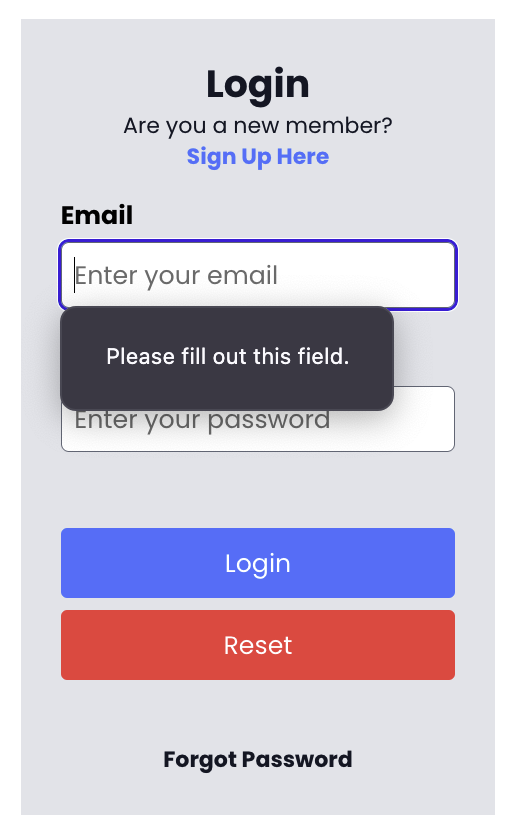 Login
Are you a new member?
Sign Up Here
Email
Enter your email
Please fill out this field.
Enter your password
Login
Reset
Forgot Password